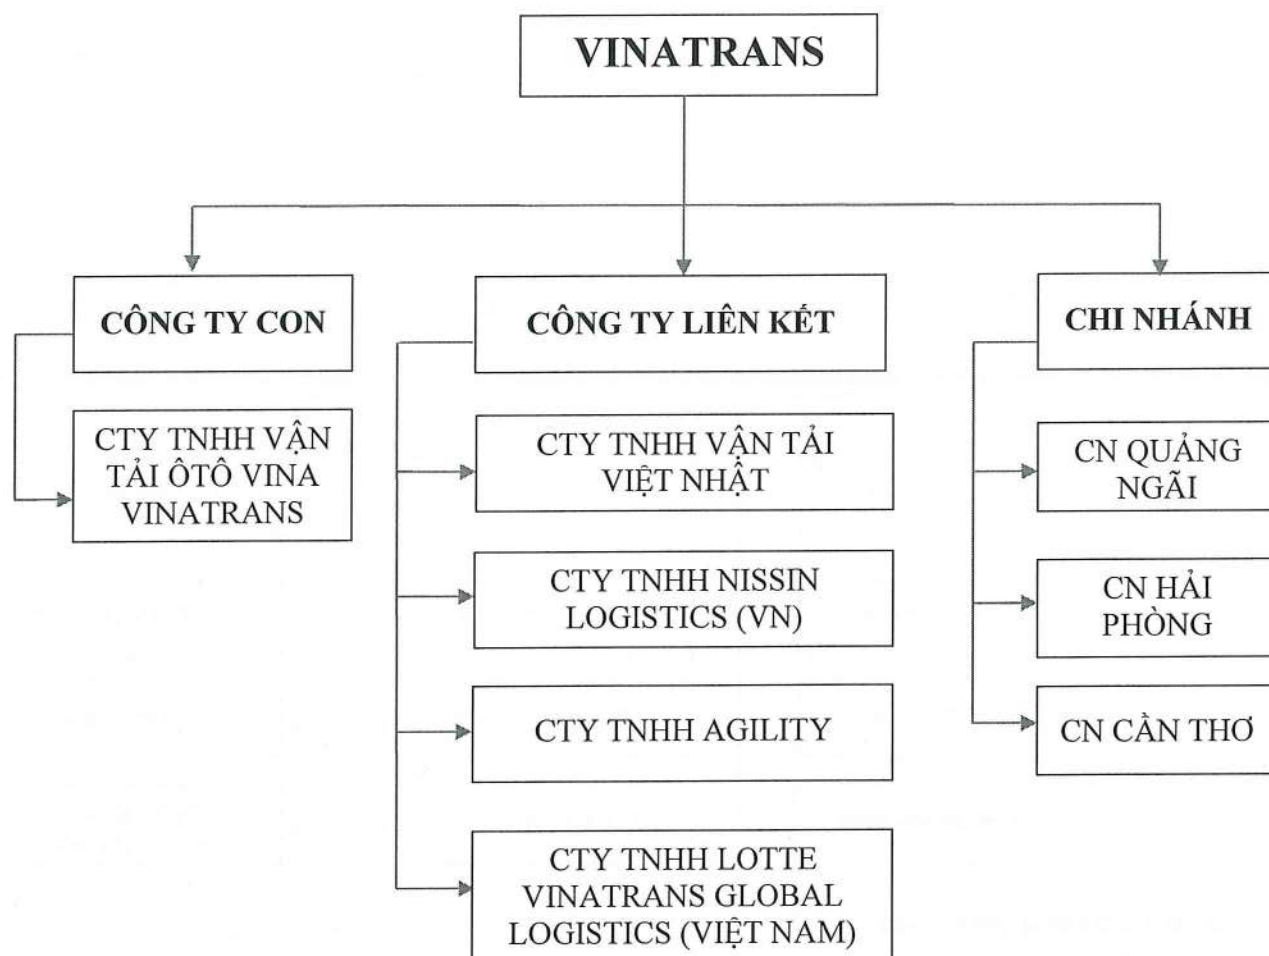 VINATRANS
CÔNG TY CON
CTY TNHH VẬN
TẢI ÔTÔ VINA
VINATRANS
CÔNG TY LIÊN KẾT
CTY TNHH VẬN TẢI
VIỆT NHẬT
CTY TNHH NISSIN
LOGISTICS (VN)
CTY TNHH AGILITY
CTY TNHH LOTTE
VINATRANS GLOBAL
LOGISTICS (VIỆT NAM)
CHI NHÁNH
CN QUẢNG
NGÃI
CN HẢI
PHÒNG
CN CẦN THƠ